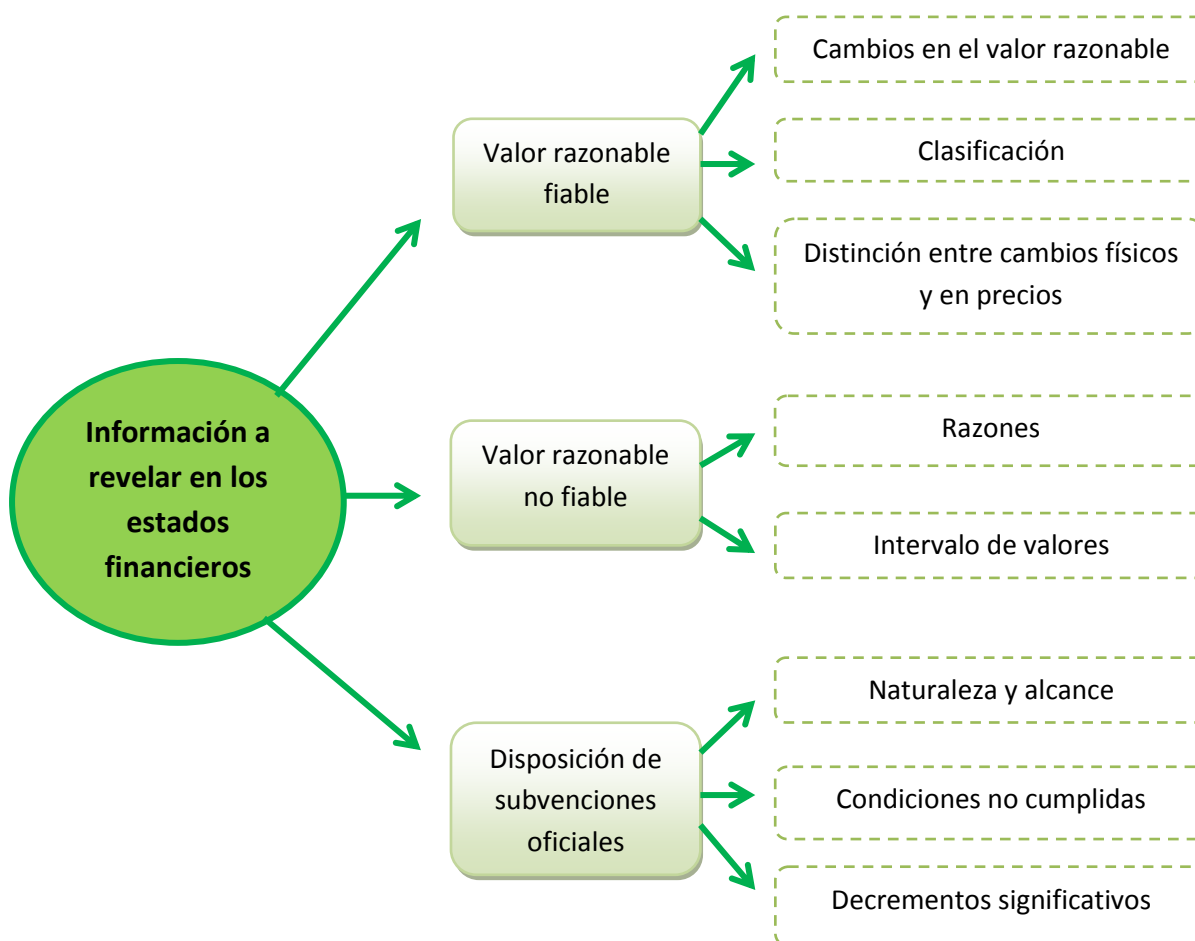 Información a
revelar en los
estados
financieros
Valor razonable
fiable
Cambios en el valor razonable
Clasificación
Distinción entre cambios físicos
y en precios
Valor razonable
no fiable
Razones
Intervalo de valores
Disposición de
subvenciones
oficiales
Naturaleza y alcance
Condiciones no cumplidas
Decrementos significativos